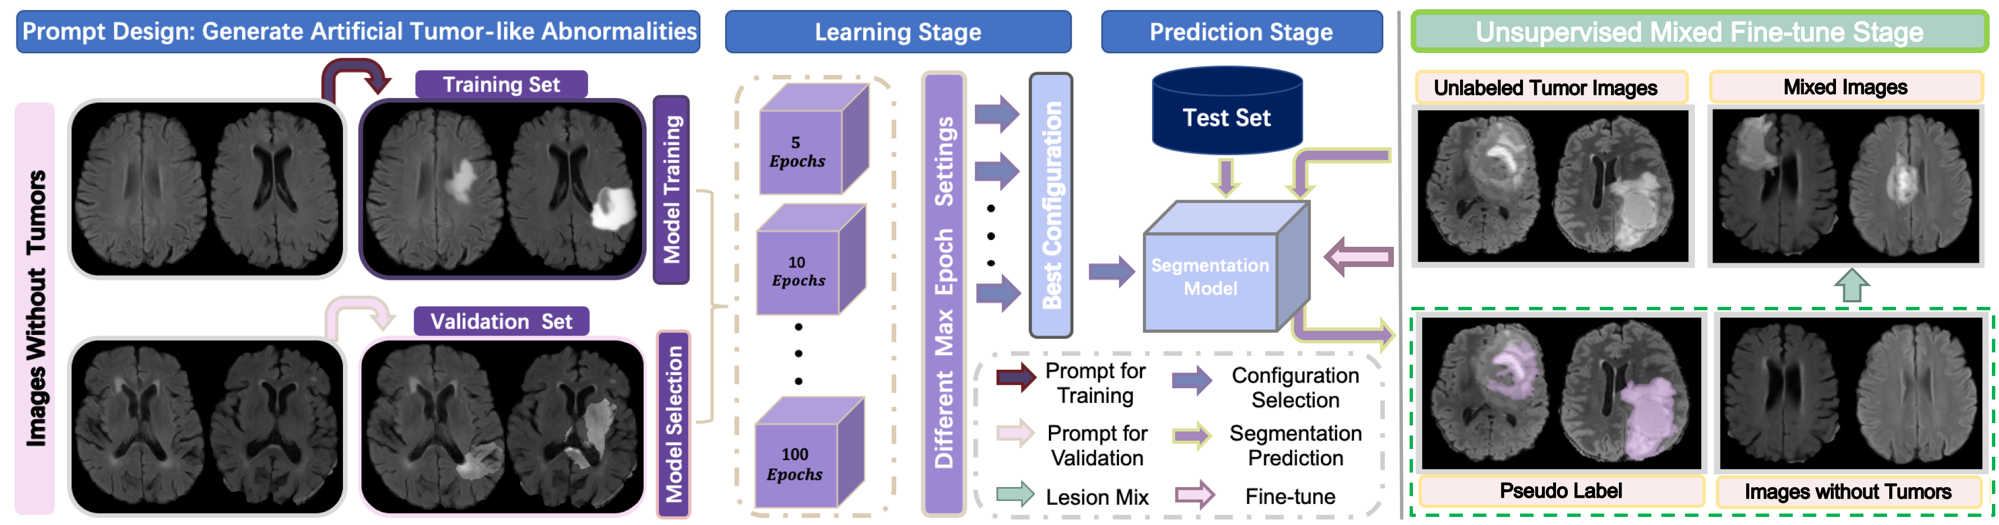 Prompt Design: Generate Artificial Tumor-like Abnormalities
Images Without Tumors
Training Set
Model Training
Validation Set
Model Selection
Learning Stage
5
Epochs
10
Epochs
100
Epochs
Different Max Epoch Settings
Best Configuration
Prediction Stage
Test Set
Segmentation
Model
Prompt for
Training
Configuration
Selection
Prompt for
Validation
Segmentation
Prediction
Lesion Mix
Fine-tune
Unsupervised Mixed Fine-tune Stage
Unlabeled Tumor Images
Mixed Images
Pseudo Label
Images without Tumors